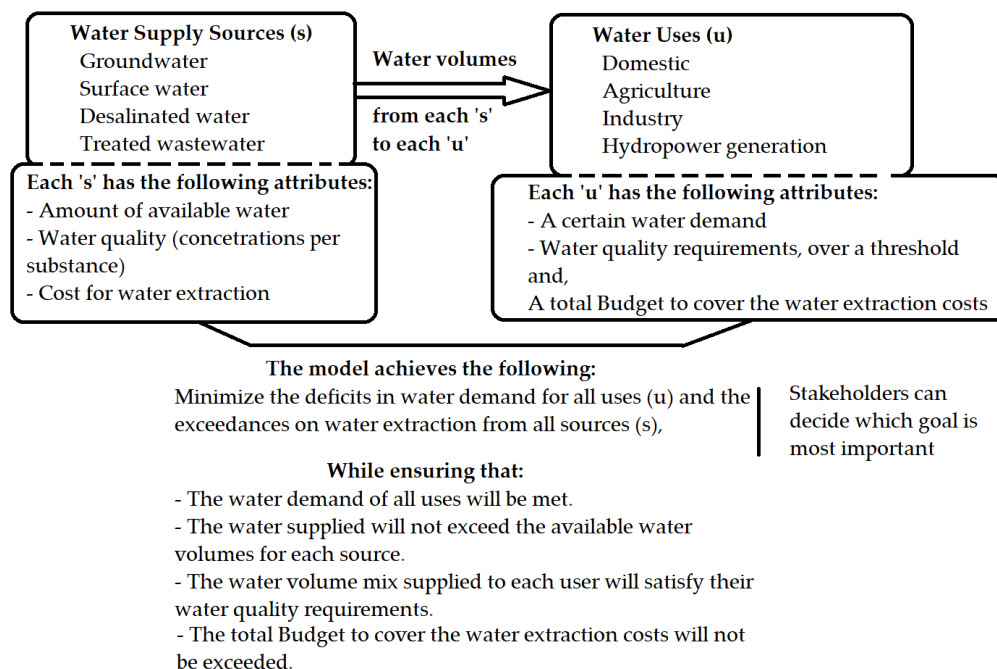 Water Supply Sources (s)
Groundwater
Surface water
Desalinated water
Treated wastewater
Water volumes
from each 's'
to each 'u'
Water Uses (u)
Domestic
Agriculture
Industry
Hydropower generation
Each 's' has the following attributes:
- Amount of available water
- Water quality (concetrations per
substance)
- Cost for water extraction
Each 'u' has the following attributes:
- A certain water demand
- Water quality requirements, over a threshold
and,
A total Budget to cover the water extraction costs
The model achieves the following:
Minimize the deficits in water demand for all uses (u) and the
exceedances on water extraction from all sources (s),
Stakeholders can
decide which goal is
most important
While ensuring that:
- The water demand of all uses will be met.
- The water supplied will not exceed the available water
volumes for each source.
- The water volume mix supplied to each user will satisfy their
water quality requirements.
- The total Budget to cover the water extraction costs will not
be exceeded.